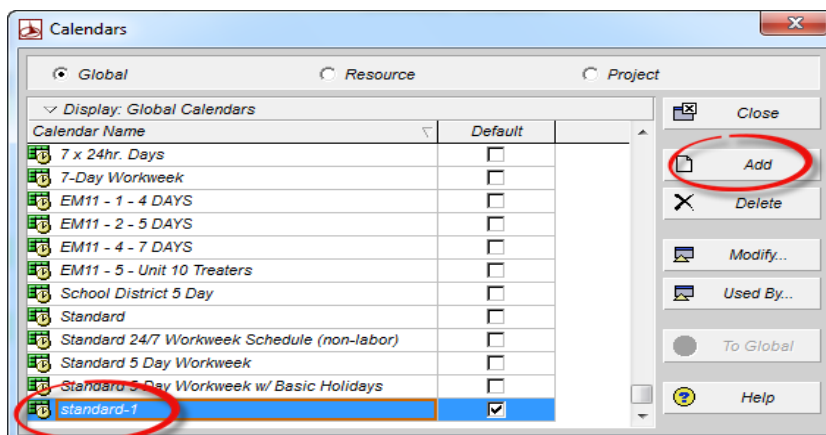 Calendars
Global Resource Project
Display: Global Calendars
Calendar Name Default
7 x 24hr. Days
7-Day Workweek
EM11 - 1 - 4 DAYS
EM11 - 2 - 5 DAYS
EM11 - 4 - 7 DAYS
EM11 - 5 - Unit 10 Treaters
School District 5 Day
Standard
Standard 24/7 Workweek Schedule (non-labor)
Standard 5 Day Workweek
Standard 5 Day Workweek w/ Basic Holidays
standard-1
Close
Add
Delete
Modify...
Used By...
To Global
Help